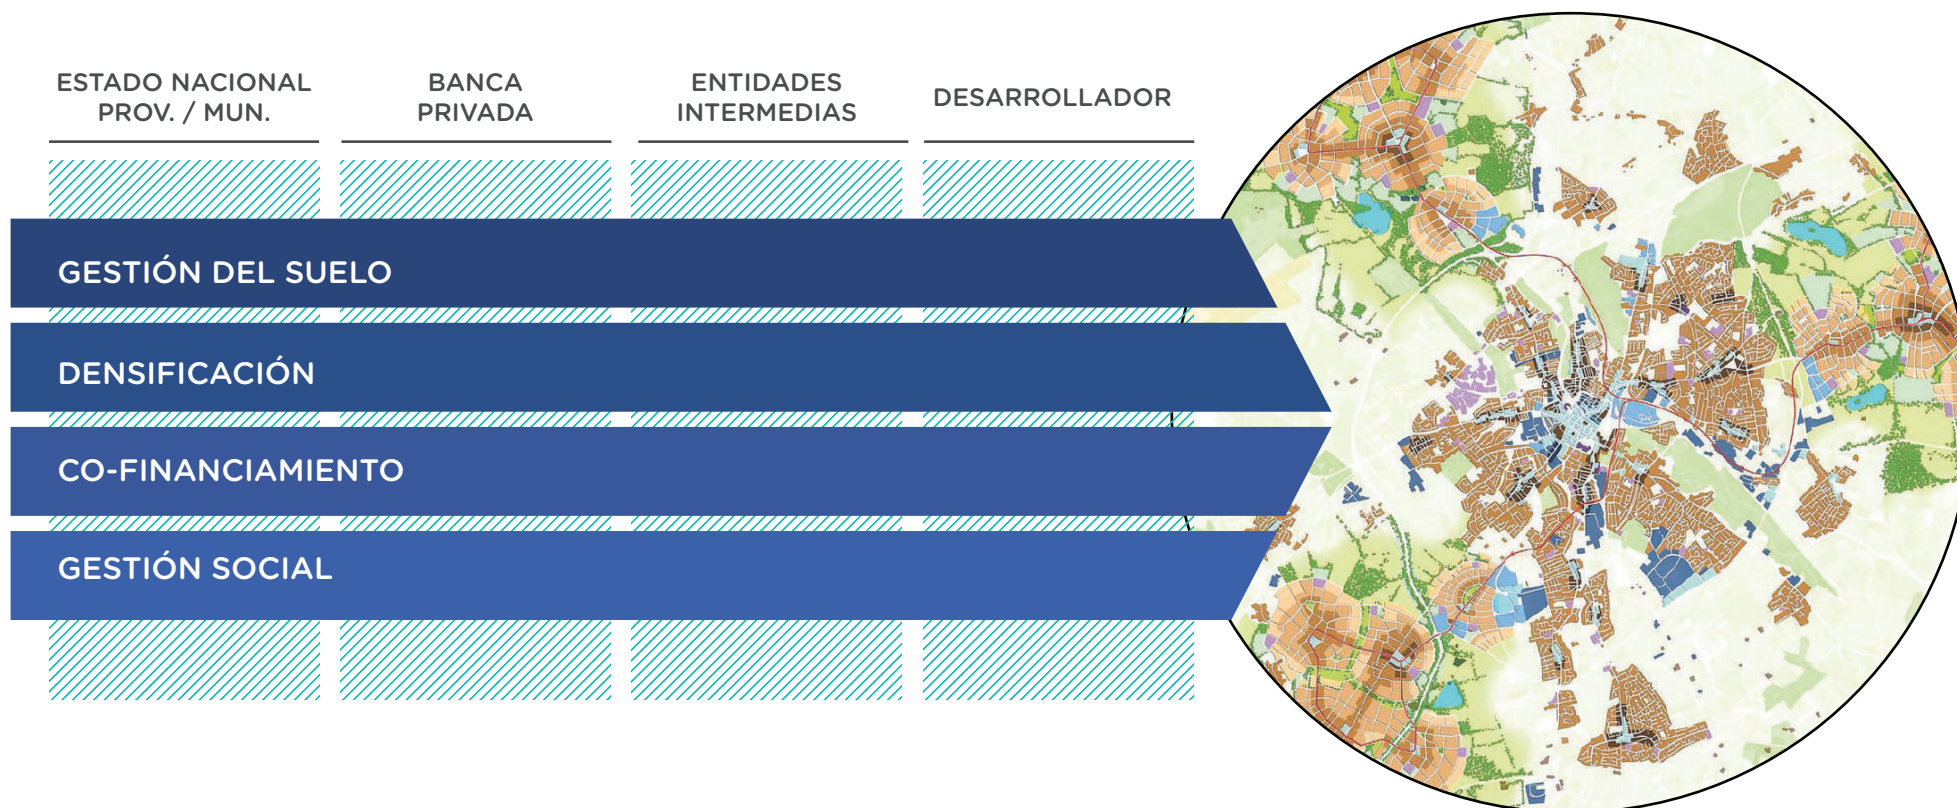 ESTADO NACIONAL
PROV. / MUN.
BANCA
PRIVADA
ENTIDADES
INTERMEDIAS
DESARROLLADOR
GESTIÓN DEL SUELO
DENSIFICACIÓN
CO-FINANCIAMIENTO
GESTIÓN SOCIAL